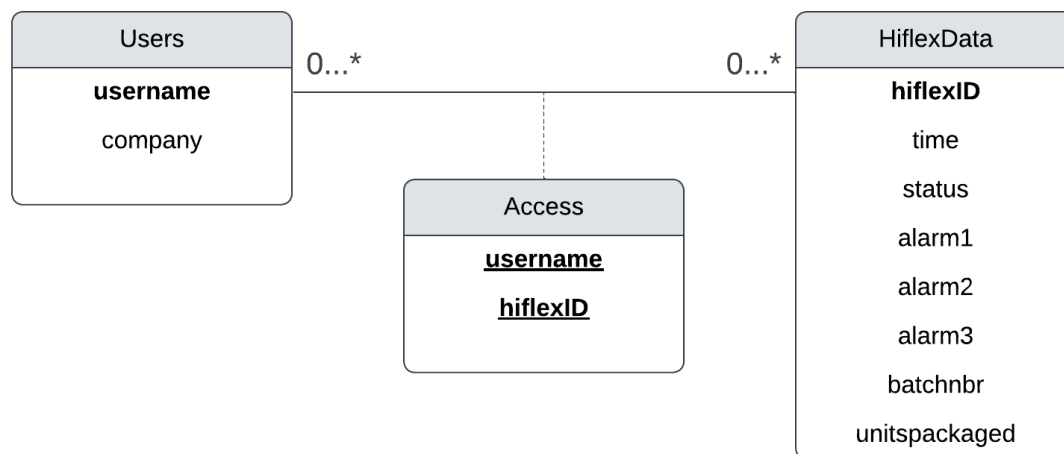 Users
username
company
0...*
0...*
Access
username
hiflexID
HiflexData
hiflexID
time
status
alarm1
alarm2
alarm3
batchnbr
unitspackaged